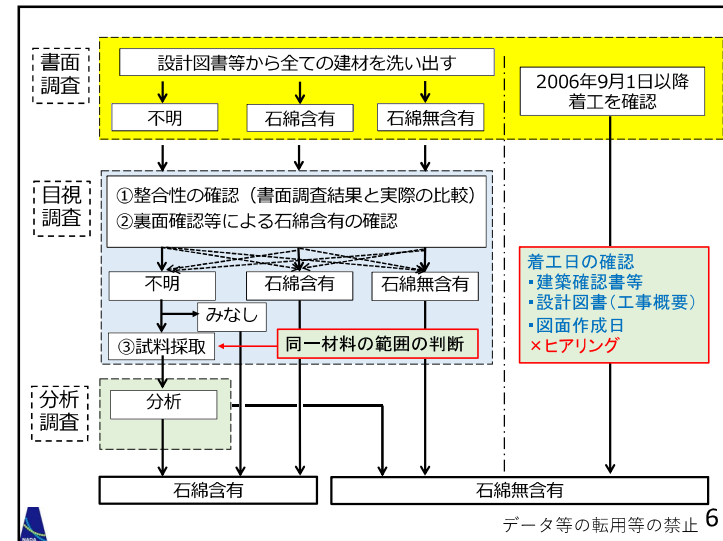 書面
調査
設計図書等から全ての建材を洗い出す
不明
石綿含有
石綿無含有
2006年9月1日以降
着工を確認
目視
調査
①整合性の確認（書面調査結果と実際の比較）
②裏面確認等による石綿含有の確認
不明
石綿含有
石綿無含有
みなし
③試料採取
同一材料の範囲の判断
着工日の確認
・建築確認書等
・設計図書（工事概要）
・図面作成日
×ヒアリング
分析
調査
分析
石綿含有
石綿無含有
データ等の転用等の禁止 6